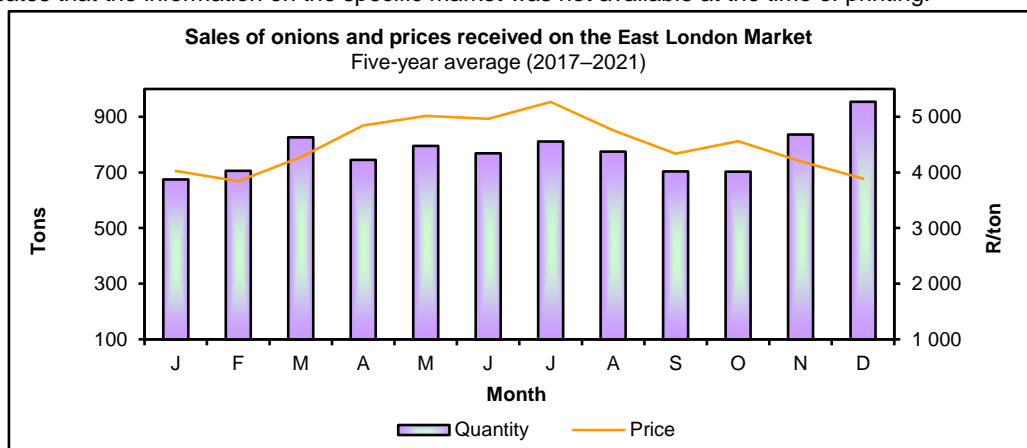 that the information on the specific market was not available at the time of printing.
Sales of onions and prices received on the East London Market
Five-year average (2017–2021)
900
700
500
300
100
Tons
5 000
4 000
3 000
2 000
1 000
R/ton
J F M A M J J A S O N D
Month
Quantity Price